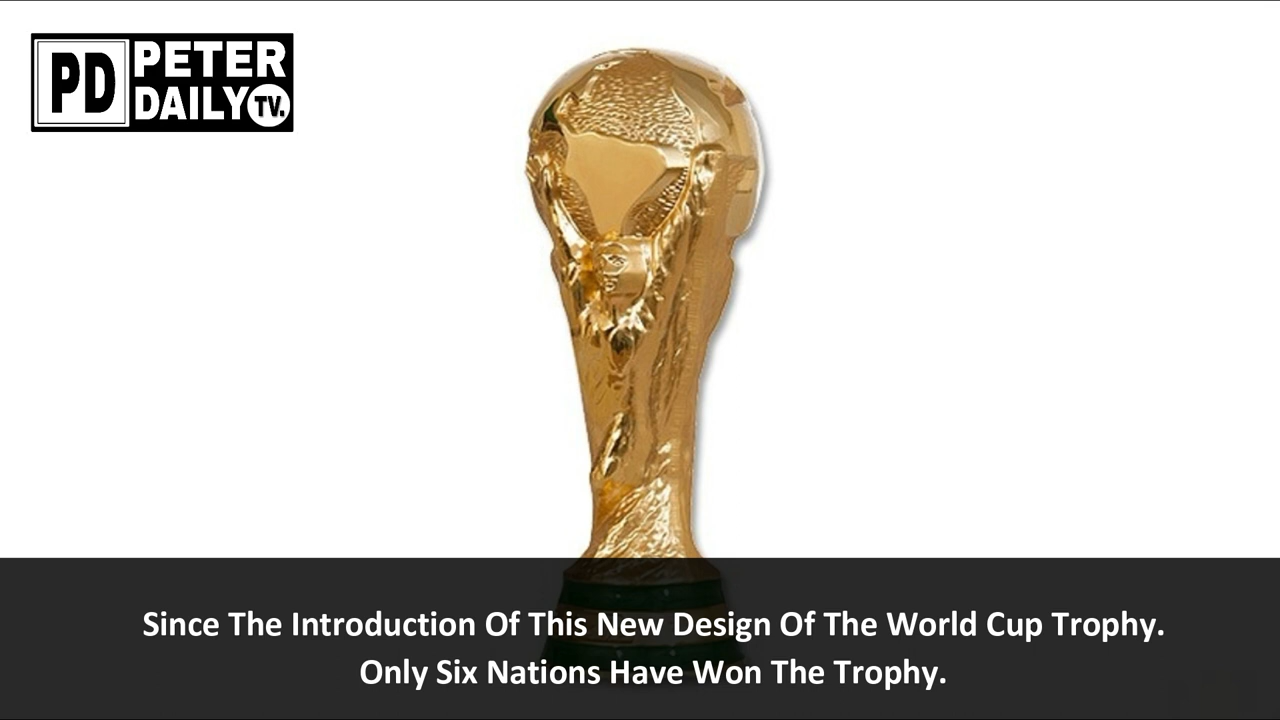 PD
PETER
DAILY TV.
Since The Introduction Of This New Design Of The World Cup Trophy.
Only Six Nations Have Won The Trophy.